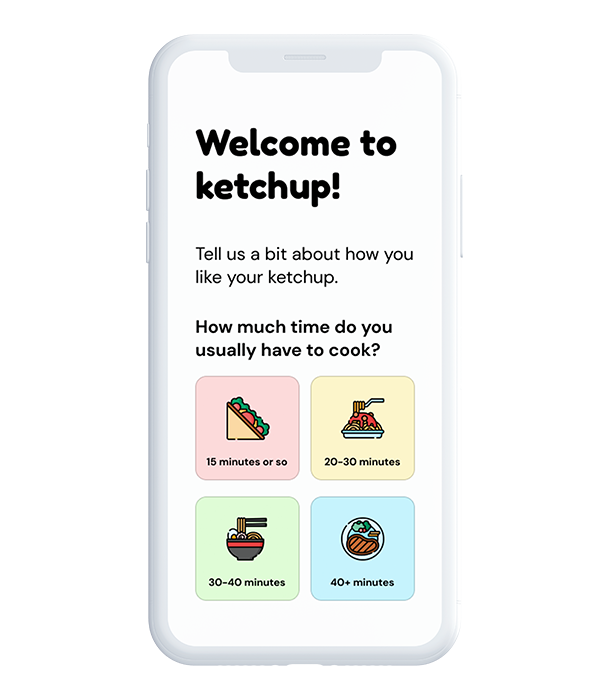 Welcome to
ketchup!
Tell us a bit about how you
like your ketchup.
How much time do you
usually have to cook?
15 minutes or so
20-30 minutes
30-40 minutes
40+ minutes